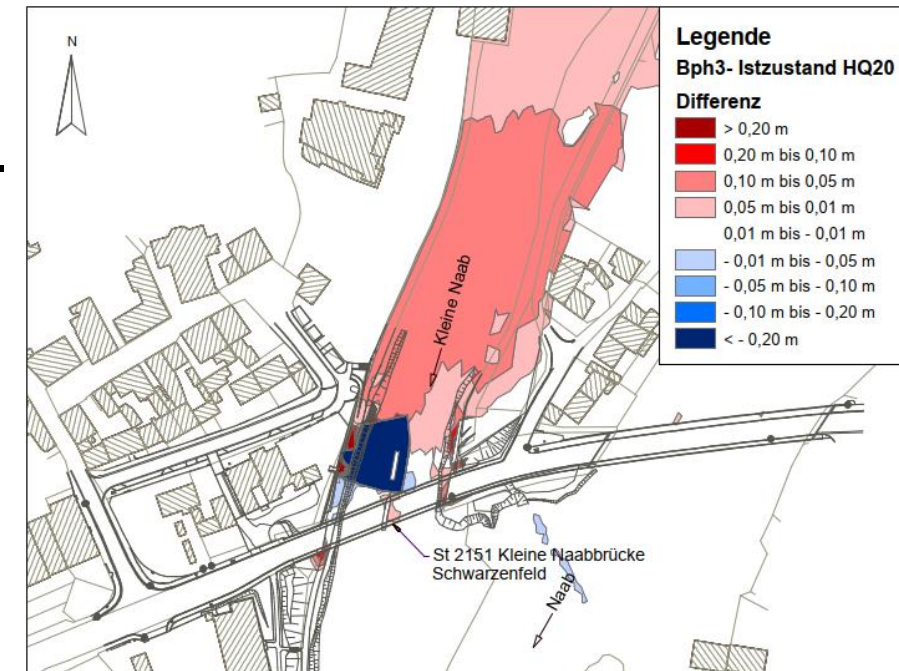 N
Legende
Bph3- Istzustand HQ20
Differenz
> 0,20 m
0,20 m bis 0,10 m
0,10 m bis 0,05 m
0,05 m bis 0,01 m
0,01 m bis - 0,01 m
- 0,01 m bis - 0,05 m
- 0,05 m bis - 0,10 m
- 0,10 m bis - 0,20 m
< - 0,20 m
Kleine Naab
St 2151 Kleine Naabbrücke
Schwarzenfeld
Naab